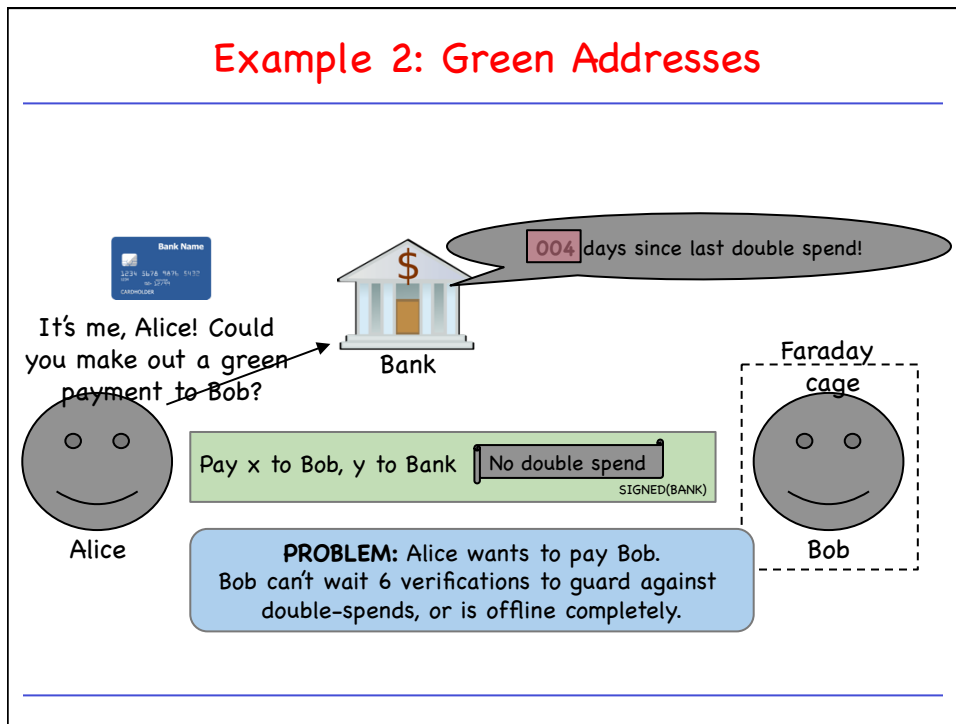 Example 2: Green Addresses
004 days since last double spend!
Bank Name
1234 5678 9876 5432
12/99
CARDHOLDER
$
It's me, Alice! Could
you make out a green
payment to Bob?
Bank
Faraday
cage
Pay x to Bob, y to Bank
No double spend
SIGNED(BANK)
Alice
Bob
PROBLEM: Alice wants to pay Bob.
Bob can't wait 6 verifications to guard against
double-spends, or is offline completely.